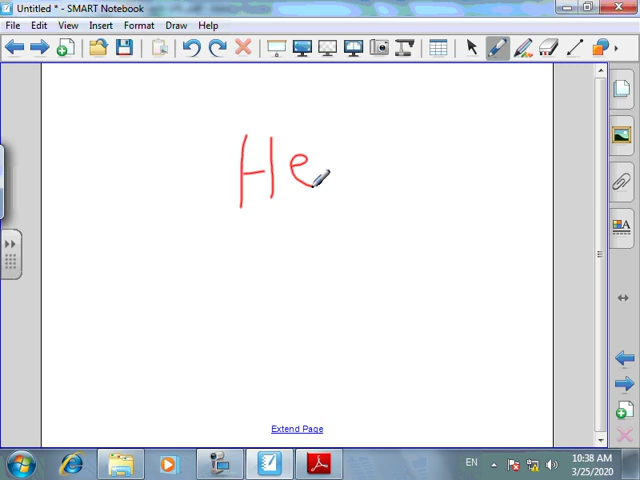 Untitled * - SMART Notebook
File Edit View Insert Format Draw Help
He
Extend Page
EN
10:38 AM
3/25/2020